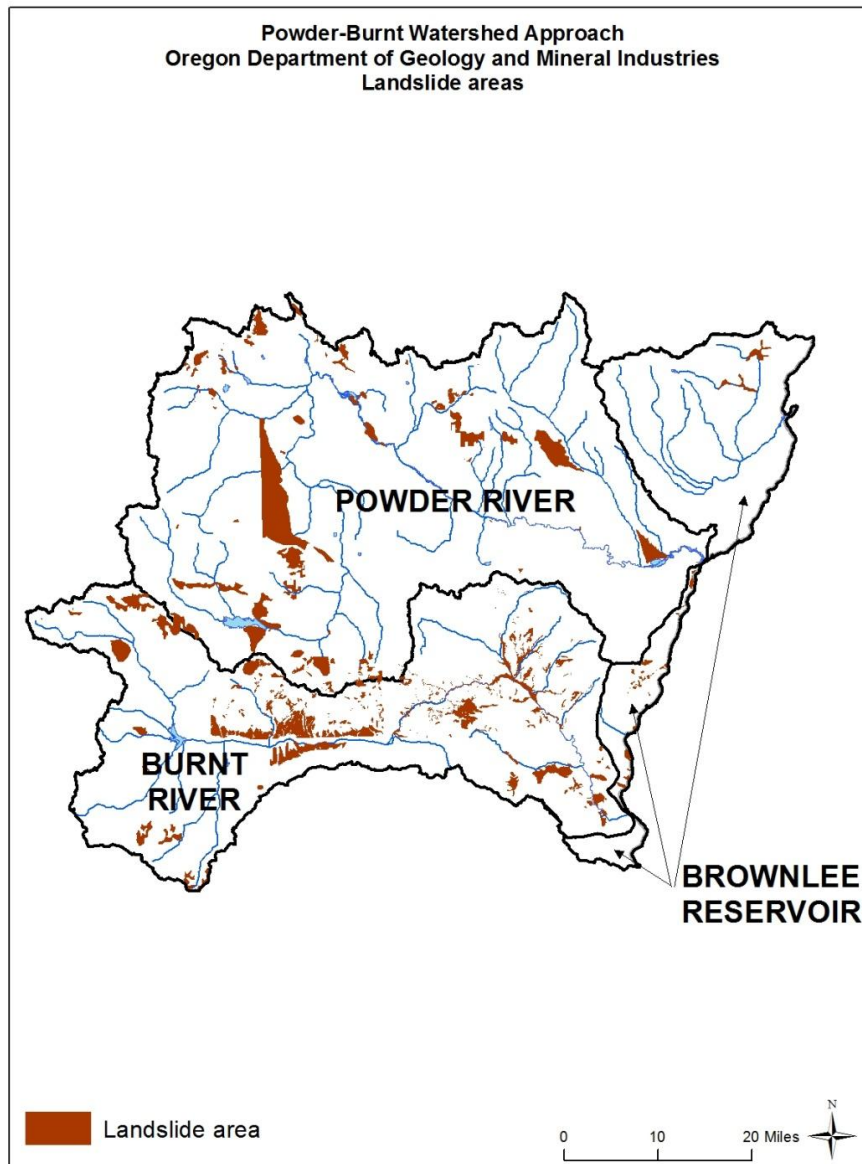 Powder-Burnt Watershed Approach
Oregon Department of Geology and Mineral Industries
Landslide areas
POWDER RIVER
BURNT
RIVER
BROWNLEE
RESERVOIR
Landslide area
0 10 20 Miles
N